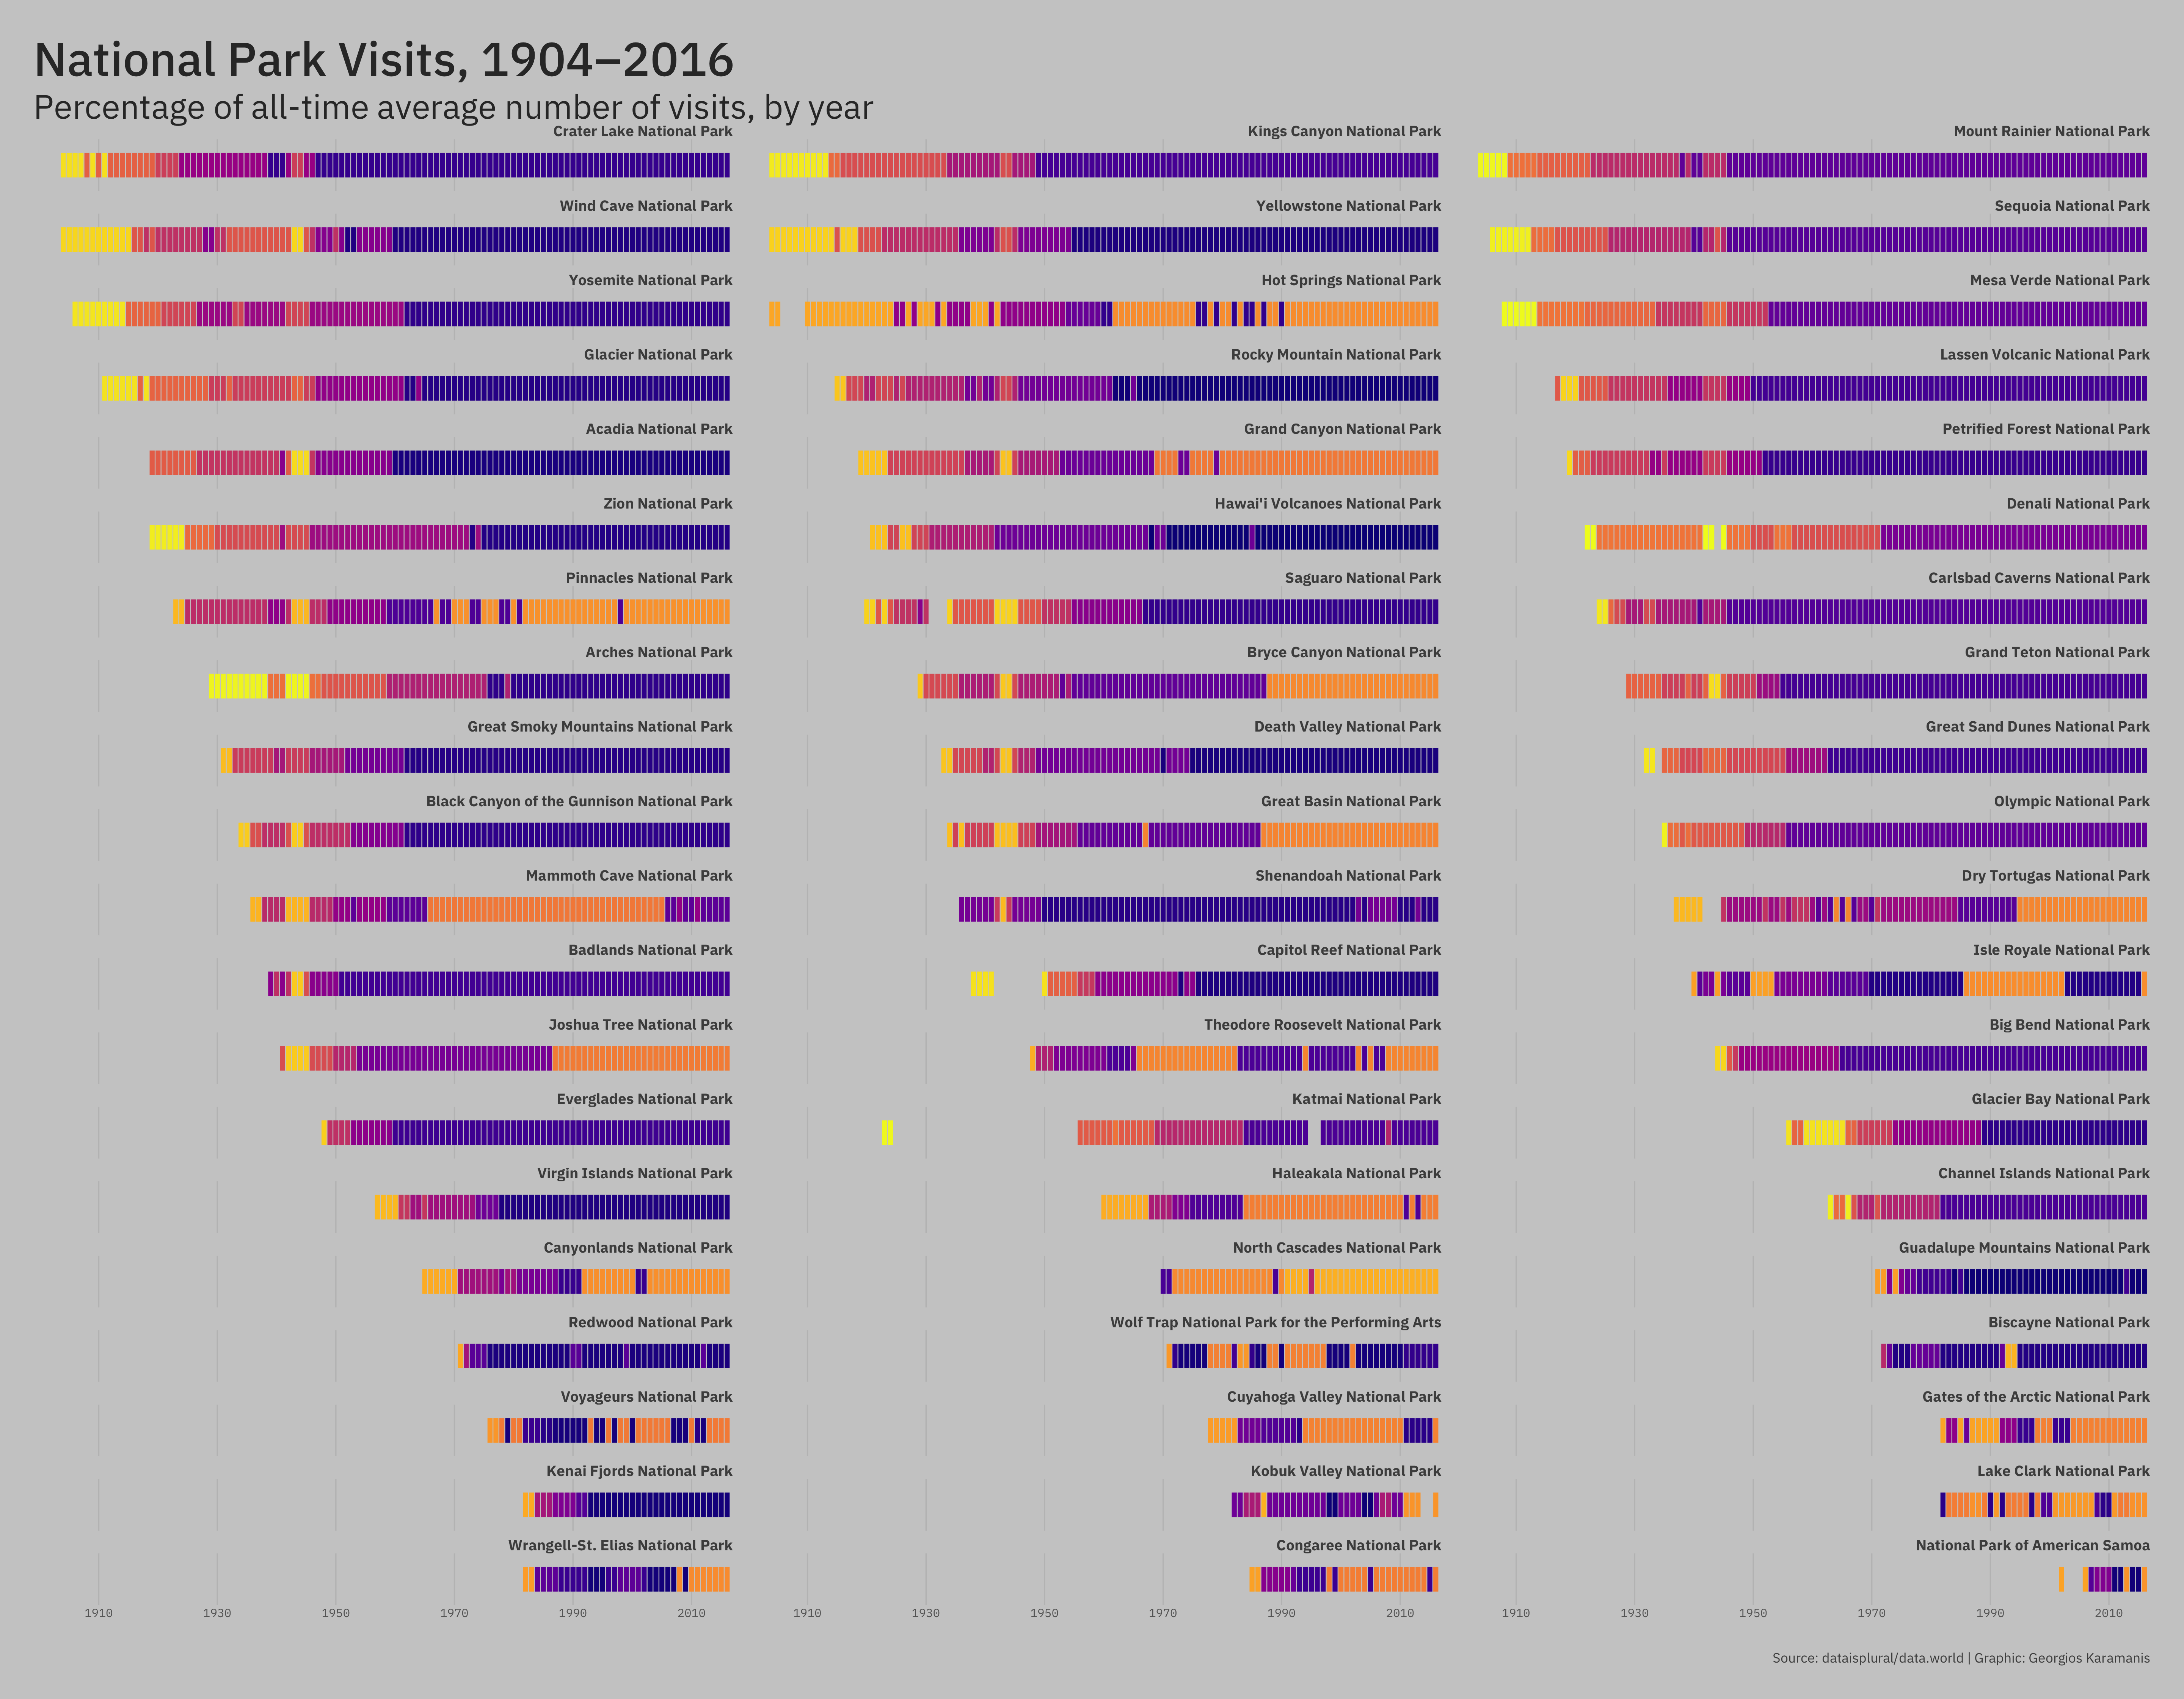 National Park Visits, 1904–2016
Percentage of all-time average number of visits, by year
Crater Lake National Park
Kings Canyon National Park
Mount Rainier National Park
Wind Cave National Park
Yellowstone National Park
Sequoia National Park
Yosemite National Park
Hot Springs National Park
Mesa Verde National Park
Glacier National Park
Rocky Mountain National Park
Lassen Volcanic National Park
Acadia National Park
Grand Canyon National Park
Petrified Forest National Park
Zion National Park
Hawai'i Volcanoes National Park
Denali National Park
Pinnacles National Park
Saguaro National Park
Carlsbad Caverns National Park
Arches National Park
Bryce Canyon National Park
Grand Teton National Park
Great Smoky Mountains National Park
Death Valley National Park
Great Sand Dunes National Park
Black Canyon of the Gunnison National Park
Great Basin National Park
Olympic National Park
Mammoth Cave National Park
Shenandoah National Park
Dry Tortugas National Park
Badlands National Park
Capitol Reef National Park
Isle Royale National Park
Joshua Tree National Park
Theodore Roosevelt National Park
Big Bend National Park
Everglades National Park
Katmai National Park
Glacier Bay National Park
Virgin Islands National Park
Haleakala National Park
Channel Islands National Park
Canyonlands National Park
North Cascades National Park
Guadalupe Mountains National Park
Redwood National Park
Wolf Trap National Park for the Performing Arts
Biscayne National Park
Voyageurs National Park
Cuyahoga Valley National Park
Gates of the Arctic National Park
Kenai Fjords National Park
Kobuk Valley National Park
Lake Clark National Park
Wrangell-St. Elias National Park
Congaree National Park
National Park of American Samoa
1910 1930 1950 1970 1990 2010 1910 1930 1950 1970 1990 2010 1910 1930 1950 1970 1990 2010
Source: dataisplural/data.world | Graphic: Georgios Karamanis